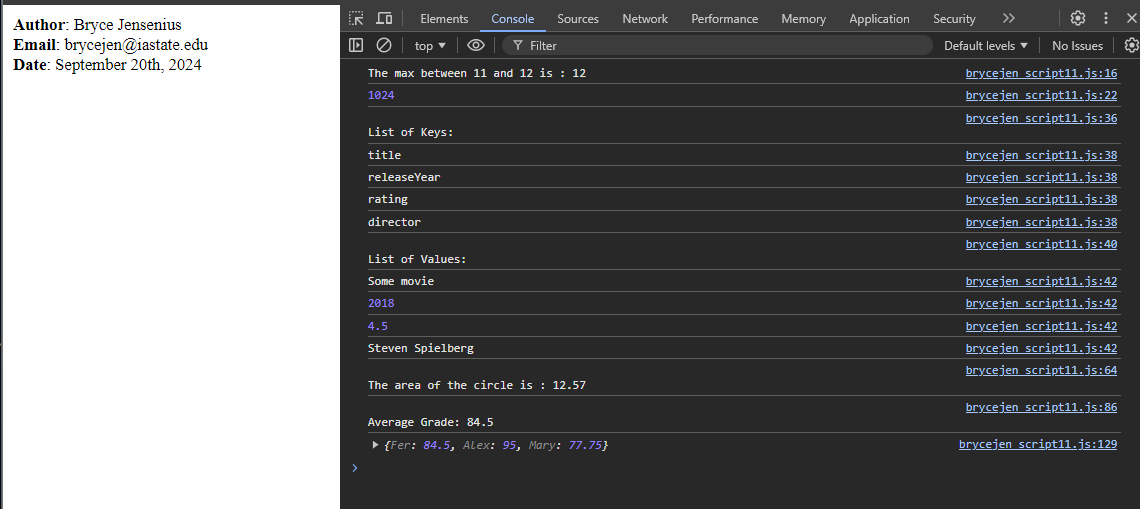 Author: Bryce Jensenius
Email: brycejen@iastate.edu
Date: September 20th, 2024
Elements Console Sources Network Performance Memory Application Security
top Filter Default levels No Issues
The max between 11 and 12 is : 12 brycejen_script11.js:16
1024 brycejen_script11.js:22
brycejen_script11.js:36
List of Keys:
title brycejen_script11.js:38
releaseYear brycejen_script11.js:38
rating brycejen_script11.js:38
director brycejen_script11.js:38
brycejen_script11.js:40
List of Values:
Some movie brycejen_script11.js:42
2018 brycejen_script11.js:42
4.5 brycejen_script11.js:42
Steven Spielberg brycejen_script11.js:42
brycejen_script11.js:64
The area of the circle is : 12.57
brycejen_script11.js:86
Average Grade: 84.5
{Fer: 84.5, Alex: 95, Mary: 77.75} brycejen_script11.js:129